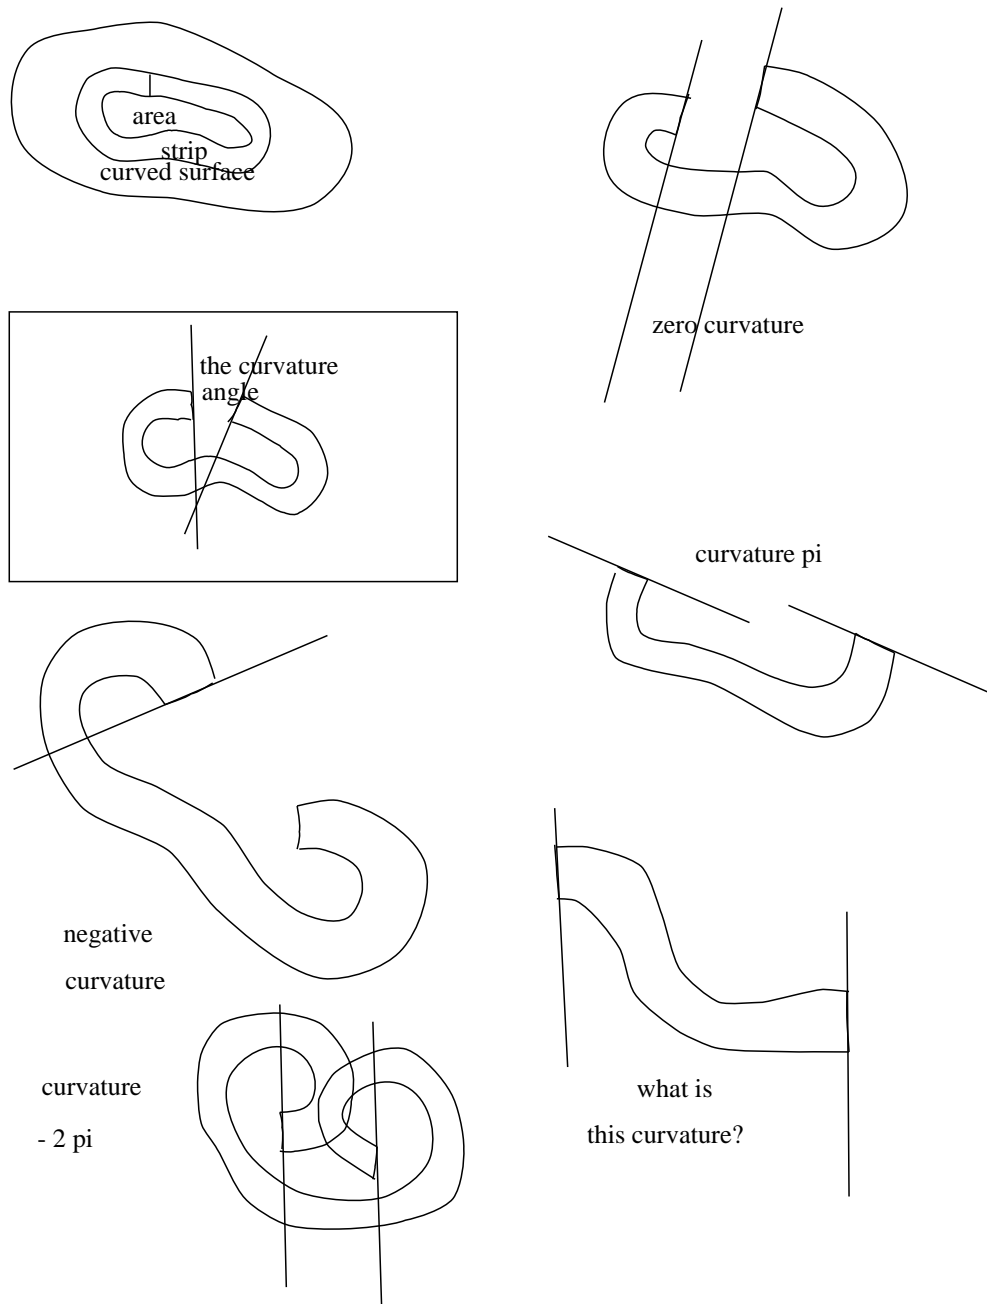 area
strip
curved surface
zero curvature
the curvature
angle
curvature pi
negative
curvature
curvature
- 2 pi
what is
this curvature?